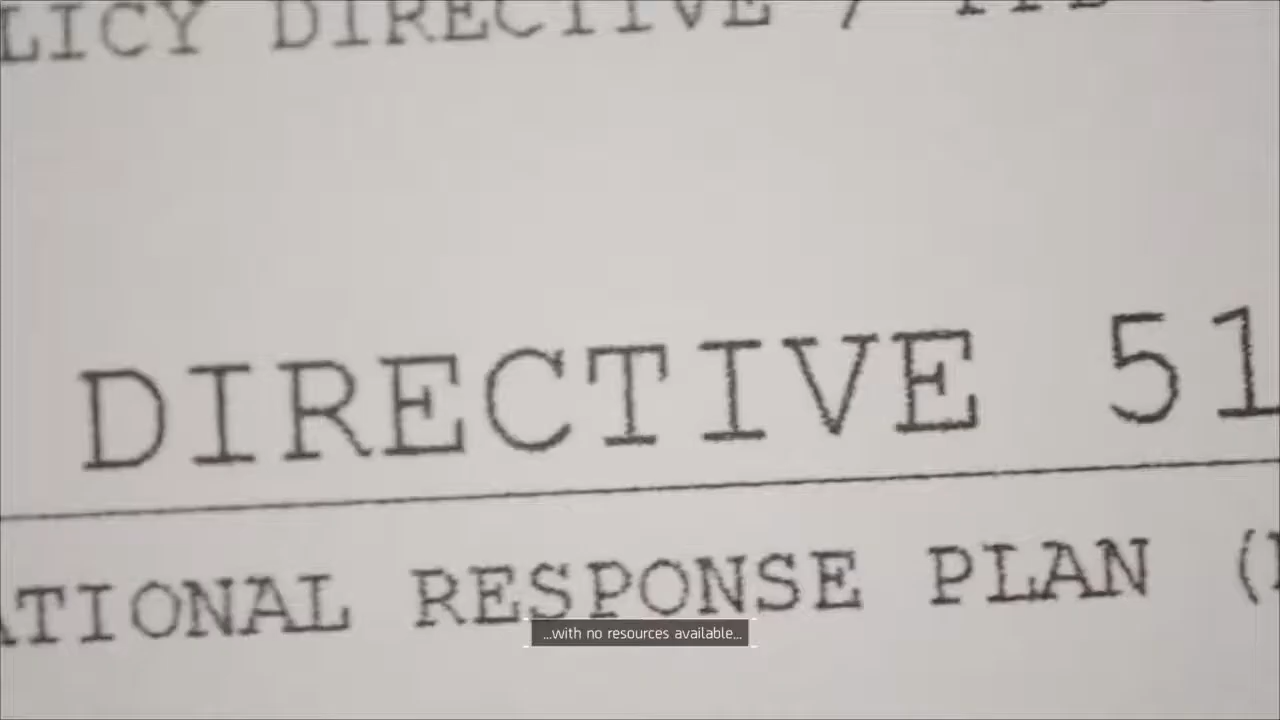 LICY DIRECTIVE /
DIRECTIVE 51
ATIONAL RESPONSE PLAN (
...with no resources available...